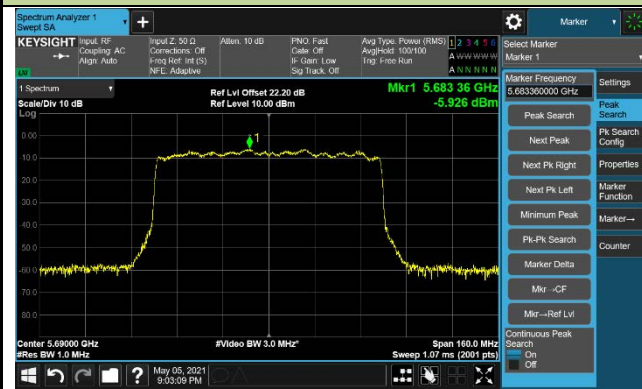 Spectrum Analyzer 1
Swept SA
Marker
KEYSIGHT
Input: RF
Coupling: AC
Align: Auto
Input Z: 50 Ω
Corrections: Off
Freq Ref: Int (S)
NFE: Adaptive
Atten: 10 dB
PNO: Fast
Gate: Off
IF Gain: Low
Sig Track: Off
Avg Type: Power (RMS)
Avg|Hold: 100/100
Trig: Free Run
1 2 3 4 5 6
A W W W W W
A N N N N N
LXI
Select Marker
Marker 1
1 Spectrum
Scale/Div 10 dB
Log
Ref Lvl Offset 22.20 dB
Ref Level 10.00 dBm
Mkr1 5.683 36 GHz
-5.926 dBm
Marker Frequency
5.683360000 GHz
Peak Search
Next Peak
Next Pk Right
Next Pk Left
Minimum Peak
Pk-Pk Search
Marker Delta
Mkr→CF
Mkr→Ref Lvl
Continuous Peak
Search
On
Off
Settings
Peak
Search
Pk Search
Config
Properties
Marker
Function
Marker→
Counter
1
0.00
-10.0
-20.0
-30.0
-40.0
-50.0
-60.0
-70.0
-80.0
Center 5.69000 GHz
#Res BW 1.0 MHz
#Video BW 3.0 MHz*
Span 160.0 MHz
Sweep 1.07 ms (2001 pts)
?
May 05, 2021
9:03:09 PM